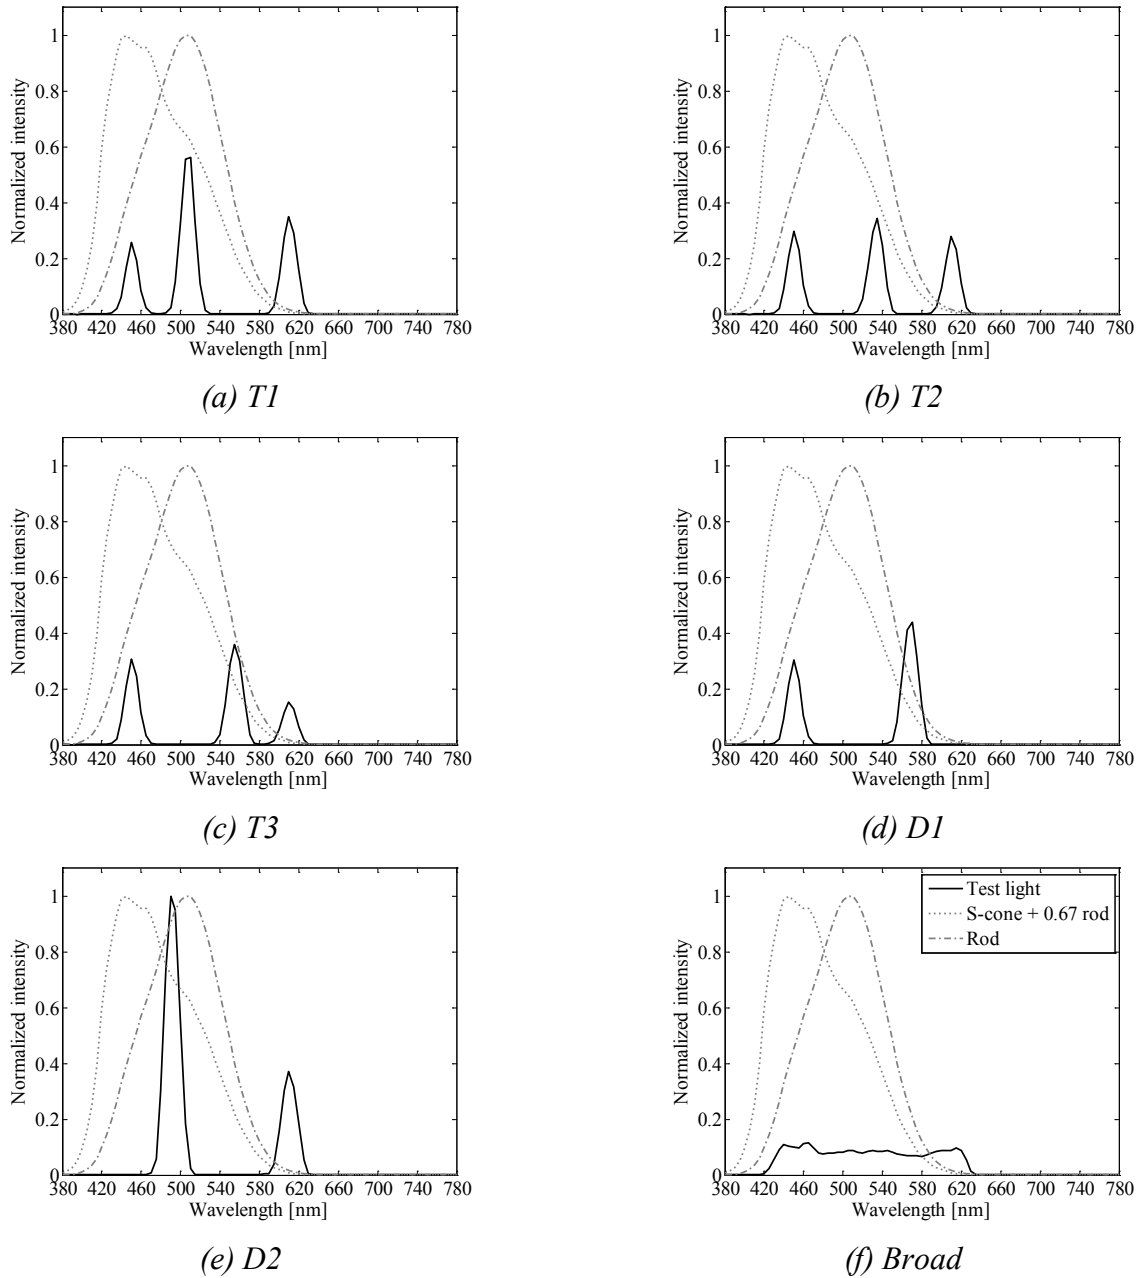 Normalized intensity
1
0.8
0.6
0.4
0.2
0
380 420 460 500 540 580 620 660 700 740 780
Wavelength [nm]
(a) T1
Normalized intensity
1
0.8
0.6
0.4
0.2
0
380 420 460 500 540 580 620 660 700 740 780
Wavelength [nm]
(b) T2
Normalized intensity
1
0.8
0.6
0.4
0.2
0
380 420 460 500 540 580 620 660 700 740 780
Wavelength [nm]
(c) T3
Normalized intensity
1
0.8
0.6
0.4
0.2
0
380 420 460 500 540 580 620 660 700 740 780
Wavelength [nm]
(d) D1
Normalized intensity
1
0.8
0.6
0.4
0.2
0
380 420 460 500 540 580 620 660 700 740 780
Wavelength [nm]
(e) D2
Normalized intensity
1
0.8
0.6
0.4
0.2
0
Test light
S-cone + 0.67 rod
Rod
380 420 460 500 540 580 620 660 700 740 780
Wavelength [nm]
(f) Broad